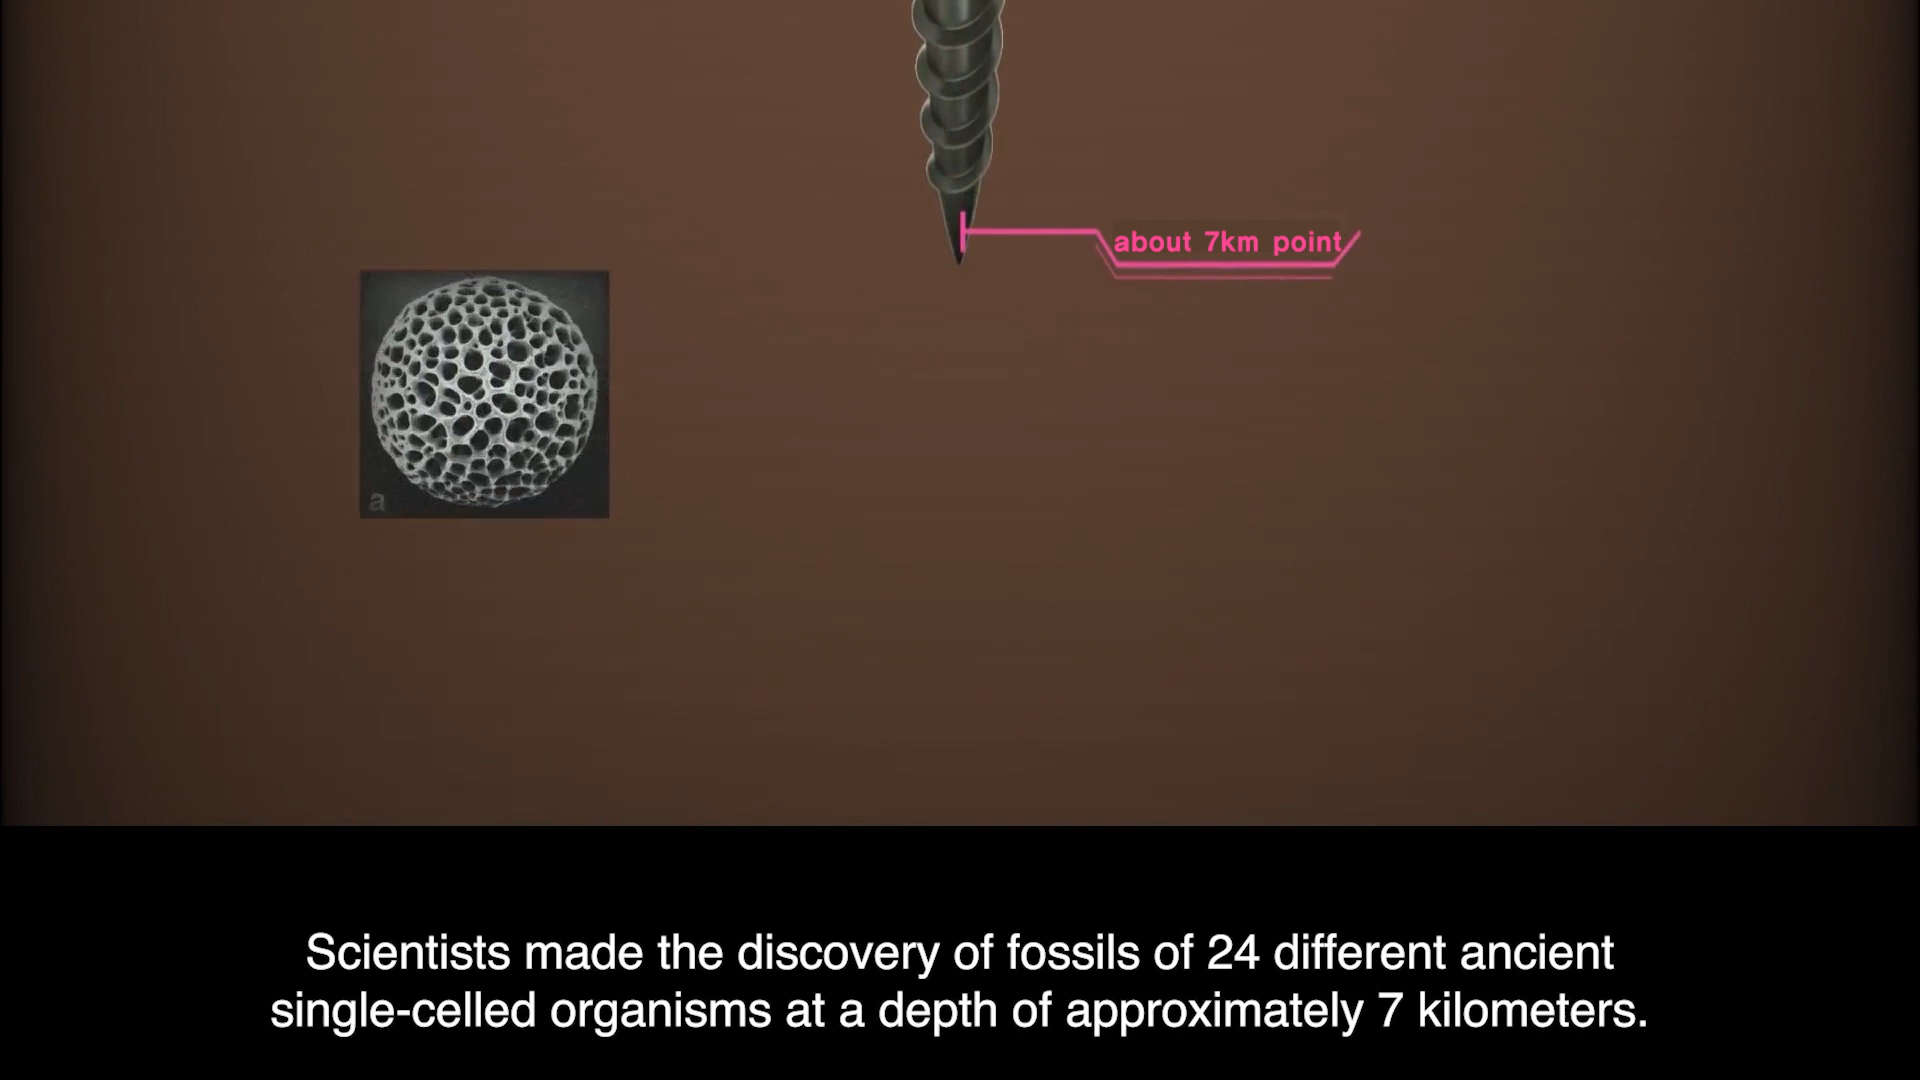 about 7km point
a
Scientists made the discovery of fossils of 24 different ancient
single-celled organisms at a depth of approximately 7 kilometers.